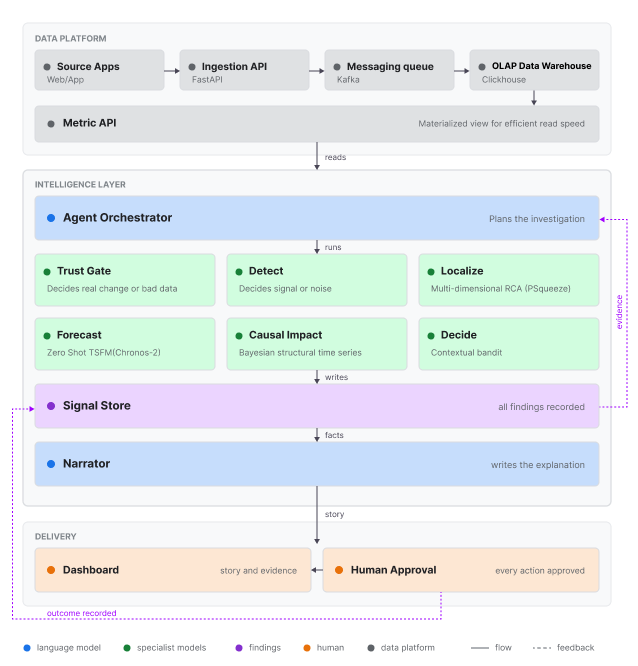 DATA PLATFORM
Source Apps
Web/App
Ingestion API
FastAPI
Messaging queue
Kafka
OLAP Data Warehouse
Clickhouse
Metric API
Materialized view for efficient read speed
reads
INTELLIGENCE LAYER
Agent Orchestrator
Plans the investigation
runs
Trust Gate
Decides real change or bad data
Detect
Decides signal or noise
Localize
Multi-dimensional RCA (PSqueeze)
Forecast
Zero Shot TSFM(Chronos-2)
Causal Impact
Bayesian structural time series
Decide
Contextual bandit
writes
evidence
Signal Store
all findings recorded
facts
Narrator
writes the explanation
story
DELIVERY
Dashboard
story and evidence
Human Approval
every action approved
outcome recorded
language model
specialist models
findings
human
data platform
flow
feedback